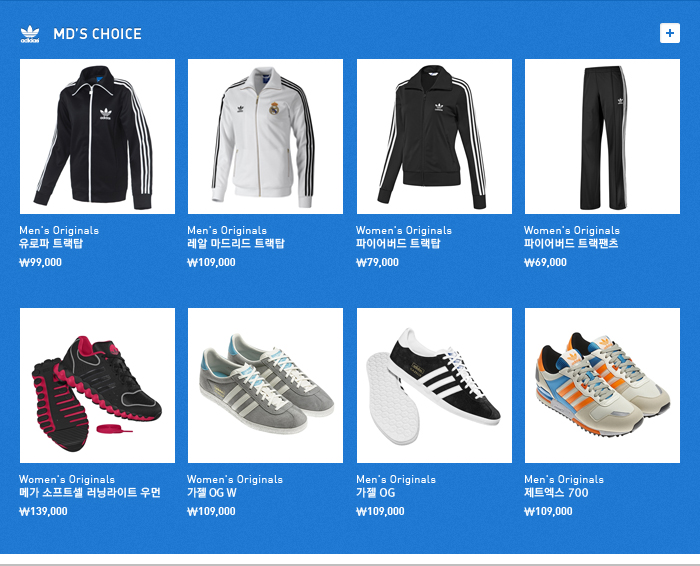 adidas
MD'S CHOICE
+
Men's Originals
유로파 트랙탑
₩99,000
Men's Originals
레알 마드리드 트랙탑
₩109,000
Women's Originals
파이어버드 트랙탑
₩79,000
Women's Originals
파이어버드 트랙팬츠
₩69,000
Women's Originals
메가 소프트셀 러닝라이트 우먼
₩139,000
Women's Originals
가젤 OG W
₩109,000
Men's Originals
가젤 OG
₩109,000
Men's Originals
제트엑스 700
₩109,000